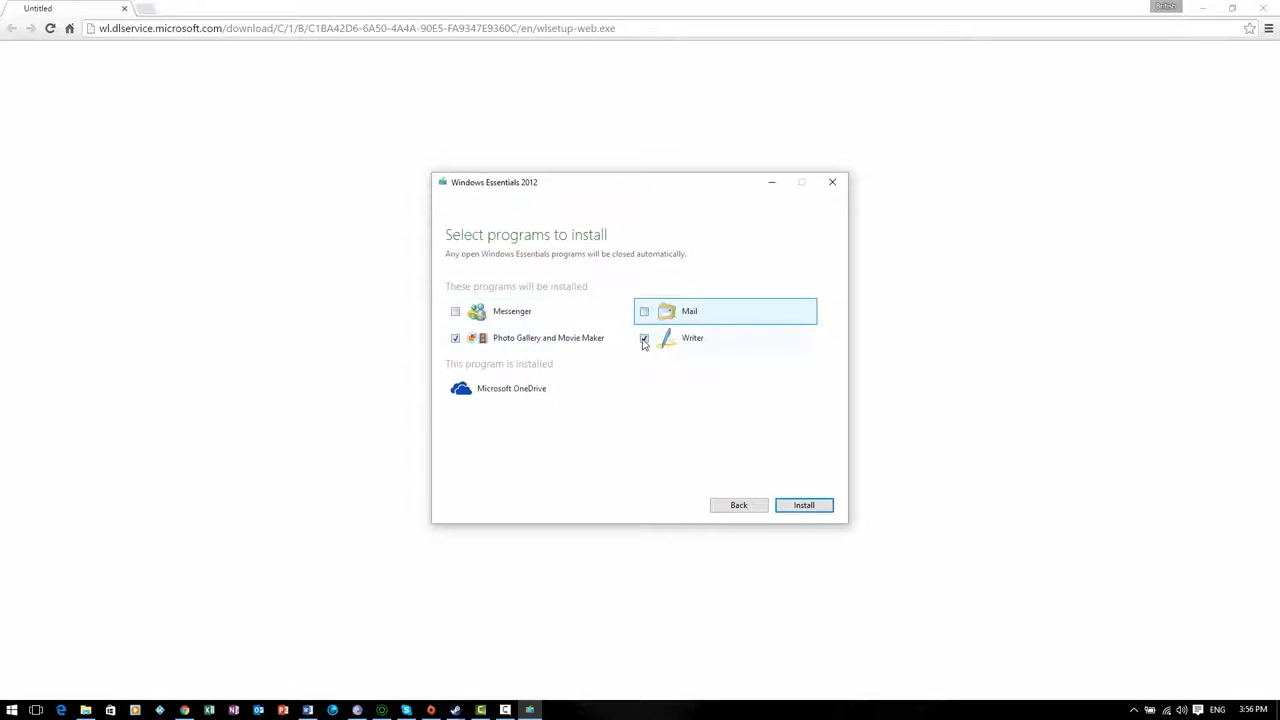 Untitled
British
wl.dlservice.microsoft.com/download/C/1/B/C1BA42D6-6A50-4A4A-90E5-FA9347E9360C/en/wlsetup-web.exe
Windows Essentials 2012
Select programs to install
Any open Windows Essentials programs will be closed automatically.
These programs will be installed
Messenger
Mail
Photo Gallery and Movie Maker
Writer
This program is installed
Microsoft OneDrive
Back
Install
ENG
3:56 PM